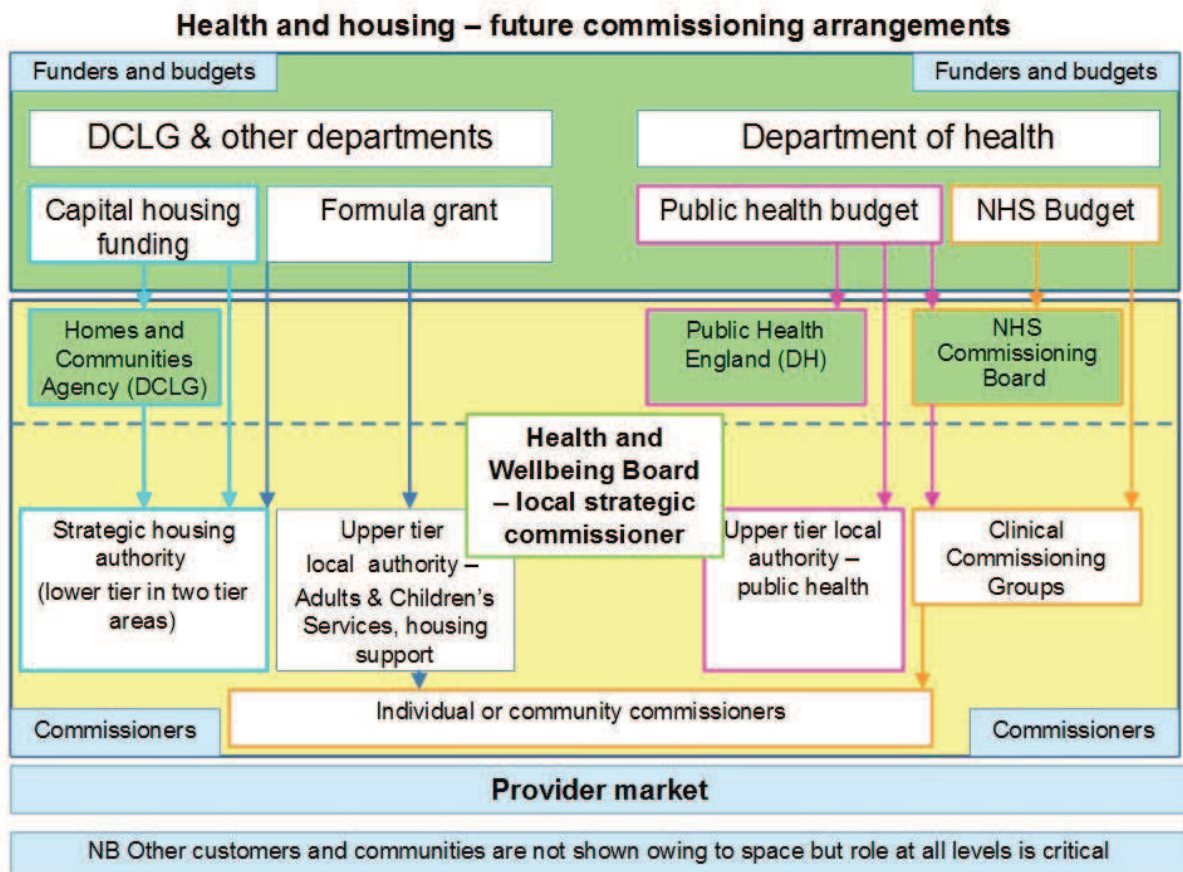 Health and housing – future commissioning arrangements
Funders and budgets
Funders and budgets
DCLG & other departments
Department of health
Capital housing
funding
Formula grant
Public health budget
NHS Budget
Homes and
Communities
Agency (DCLG)
Public Health
England (DH)
NHS
Commissioning
Board
Health and
Wellbeing Board
– local strategic
commissioner
Strategic housing
authority
(lower tier in two tier
areas)
Upper tier
local authority –
Adults & Children's
Services, housing
support
Upper tier local
authority –
public health
Clinical
Commissioning
Groups
Individual or community commissioners
Commissioners
Commissioners
Provider market
NB Other customers and communities are not shown owing to space but role at all levels is critical